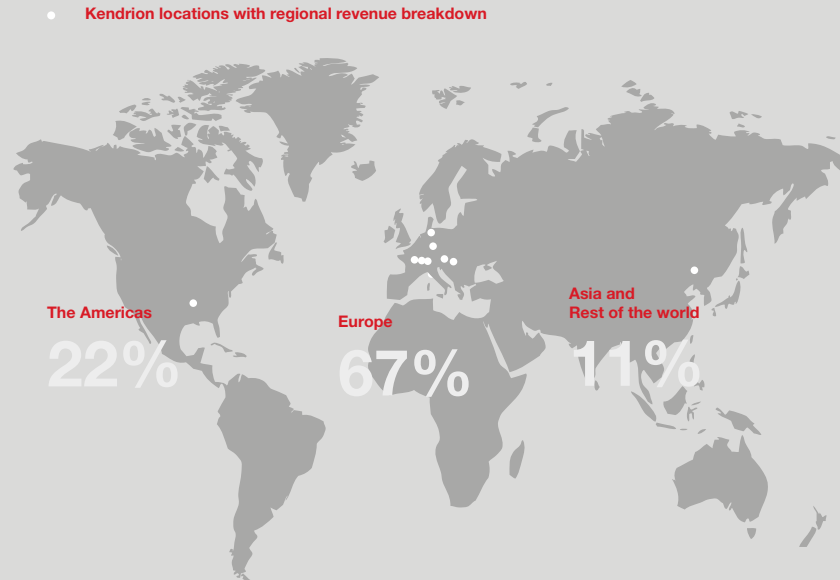 Kendrion locations with regional revenue breakdown
The Americas
22%
Europe
67%
Asia and
Rest of the world
11%